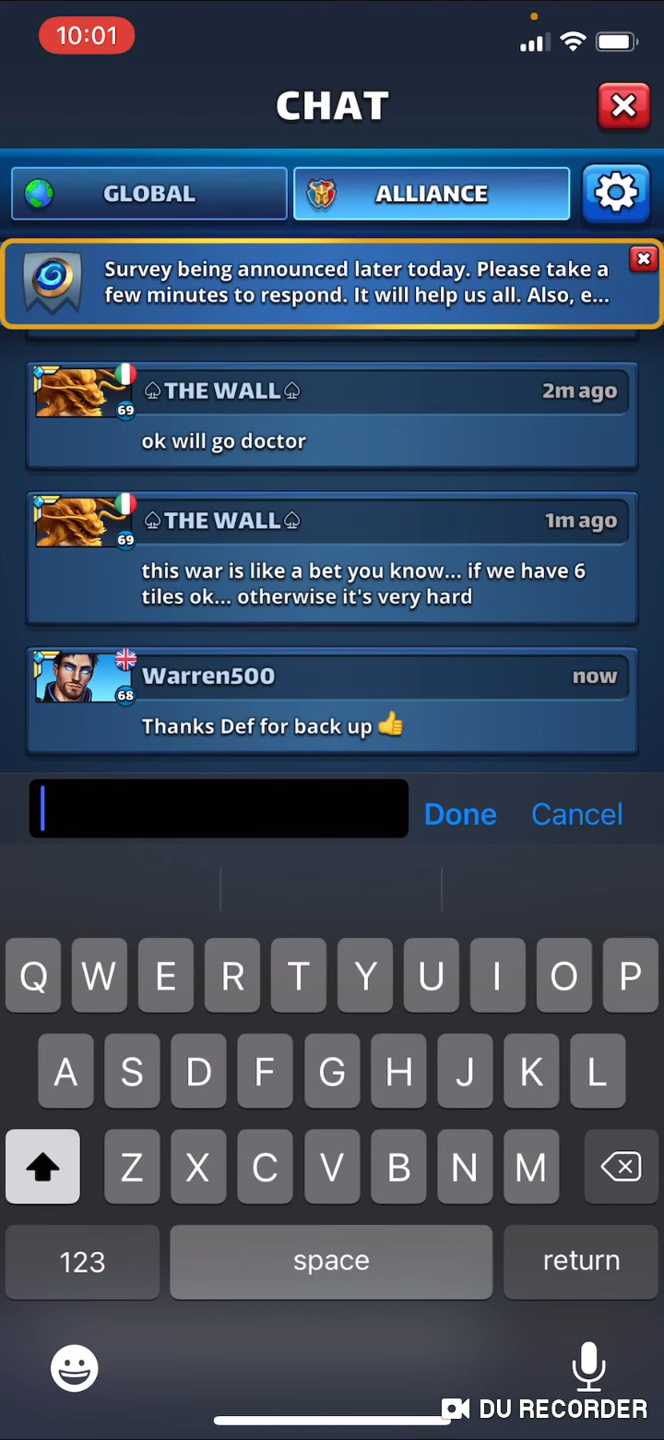 10:01
CHAT
GLOBAL
ALLIANCE
Survey being announced later today. Please take a
few minutes to respond. It will help us all. Also, e...
♤THE WALL♤
2m ago
69
ok will go doctor
♤THE WALL♤
1m ago
69
this war is like a bet you know... if we have 6
tiles ok... otherwise it's very hard
Warren500
now
68
Thanks Def for back up 👍
Done
Cancel
Q W E R T Y U I O P
A S D F G H J K L
Z X C V B N M
123
space
return
DU RECORDER